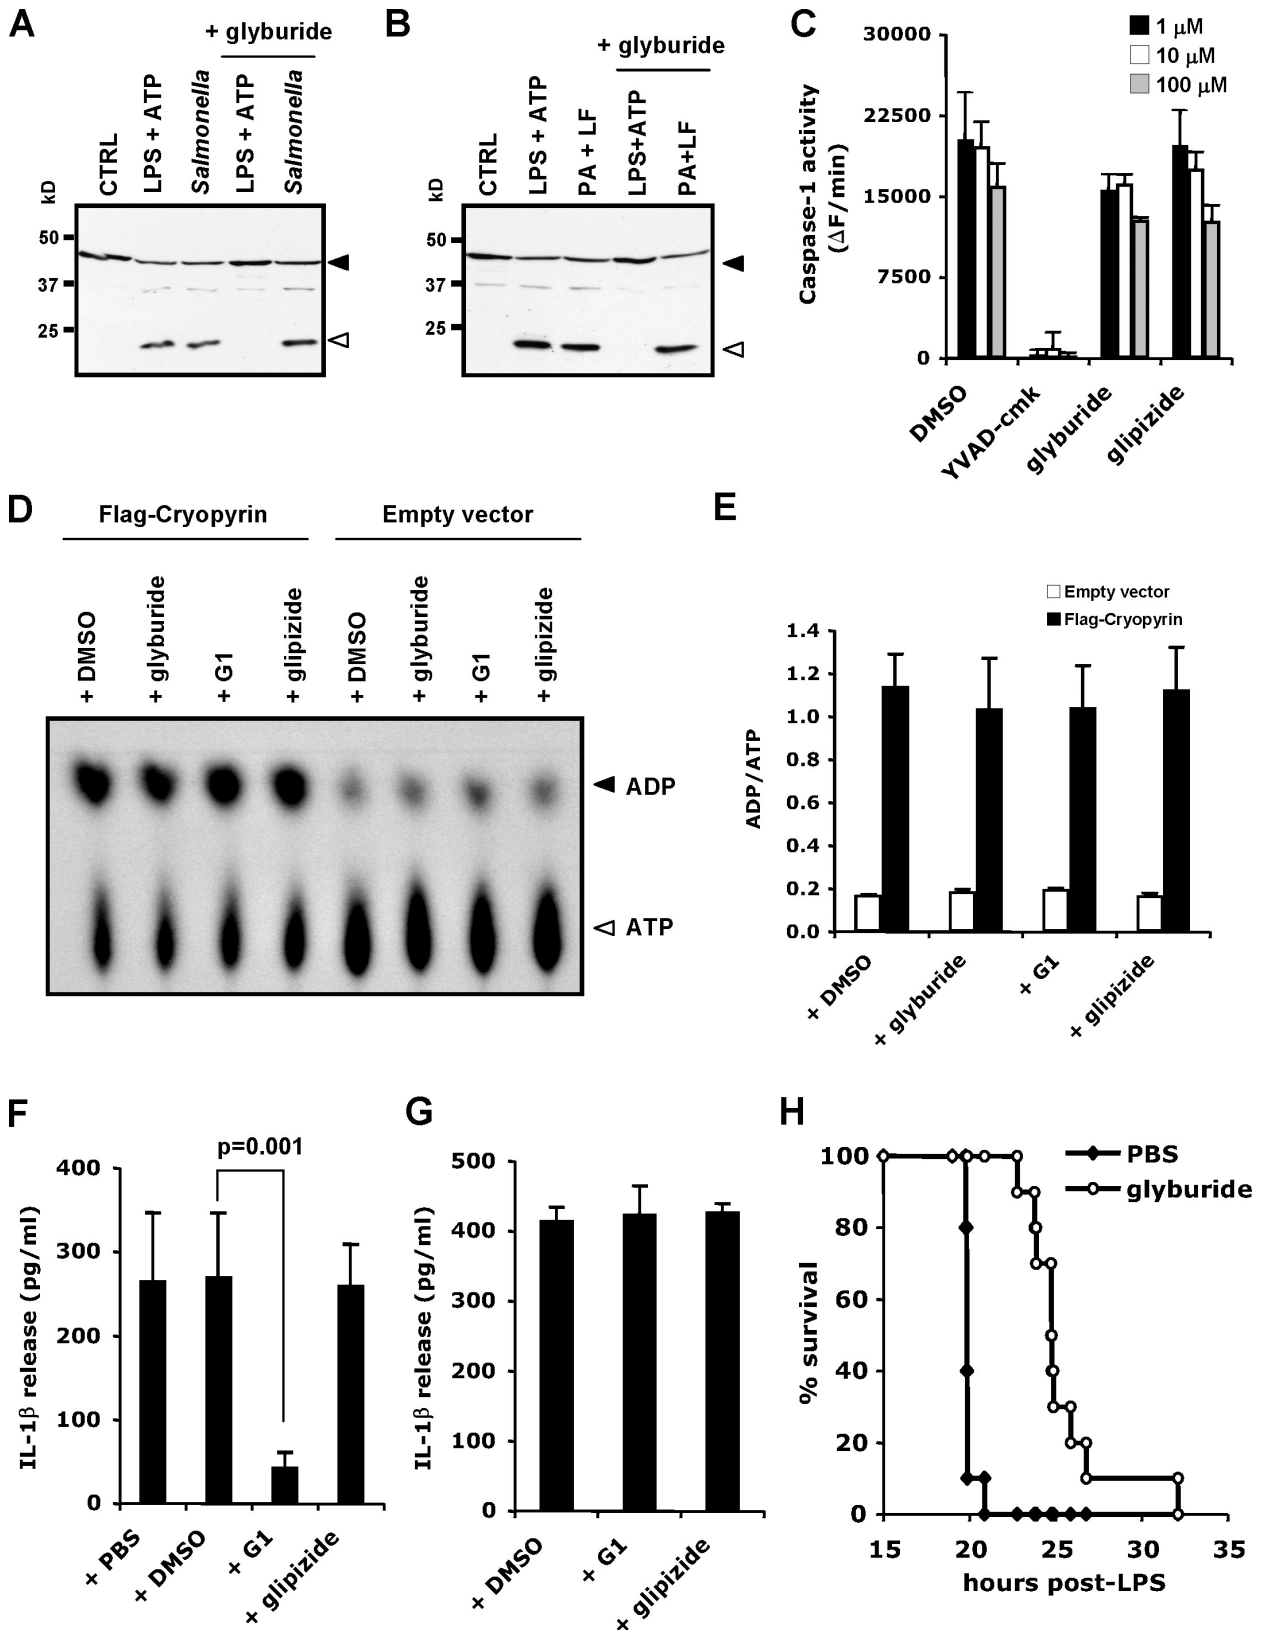 A
+ glyburide
CTRL
LPS + ATP
Salmonella
LPS + ATP
Salmonella
kD
50
37
25
B
+ glyburide
CTRL
LPS + ATP
PA + LF
LPS+ATP
PA+LF
kD
50
37
25
C
1 µM
10 µM
100 µM
Caspase-1 activity
(ΔF/min)
30000
22500
15000
7500
0
DMSO
YVAD-cmk
glyburide
glipizide
D
Flag-Cryopyrin
Empty vector
+ DMSO
+ glyburide
+ G1
+ glipizide
+ DMSO
+ glyburide
+ G1
+ glipizide
ADP
ATP
E
Empty vector
Flag-Cryopyrin
ADP/ATP
1.4
1.2
1.0
0.8
0.6
0.4
0.2
0.0
+ DMSO
+ glyburide
+ G1
+ glipizide
F
p=0.001
IL-1β release (pg/ml)
400
300
200
100
0
+ PBS
+ DMSO
+ G1
+ glipizide
G
IL-1β release (pg/ml)
500
400
300
200
100
0
+ DMSO
+ G1
+ glipizide
H
PBS
glyburide
% survival
100
80
60
40
20
0
15 20 25 30 35
hours post-LPS